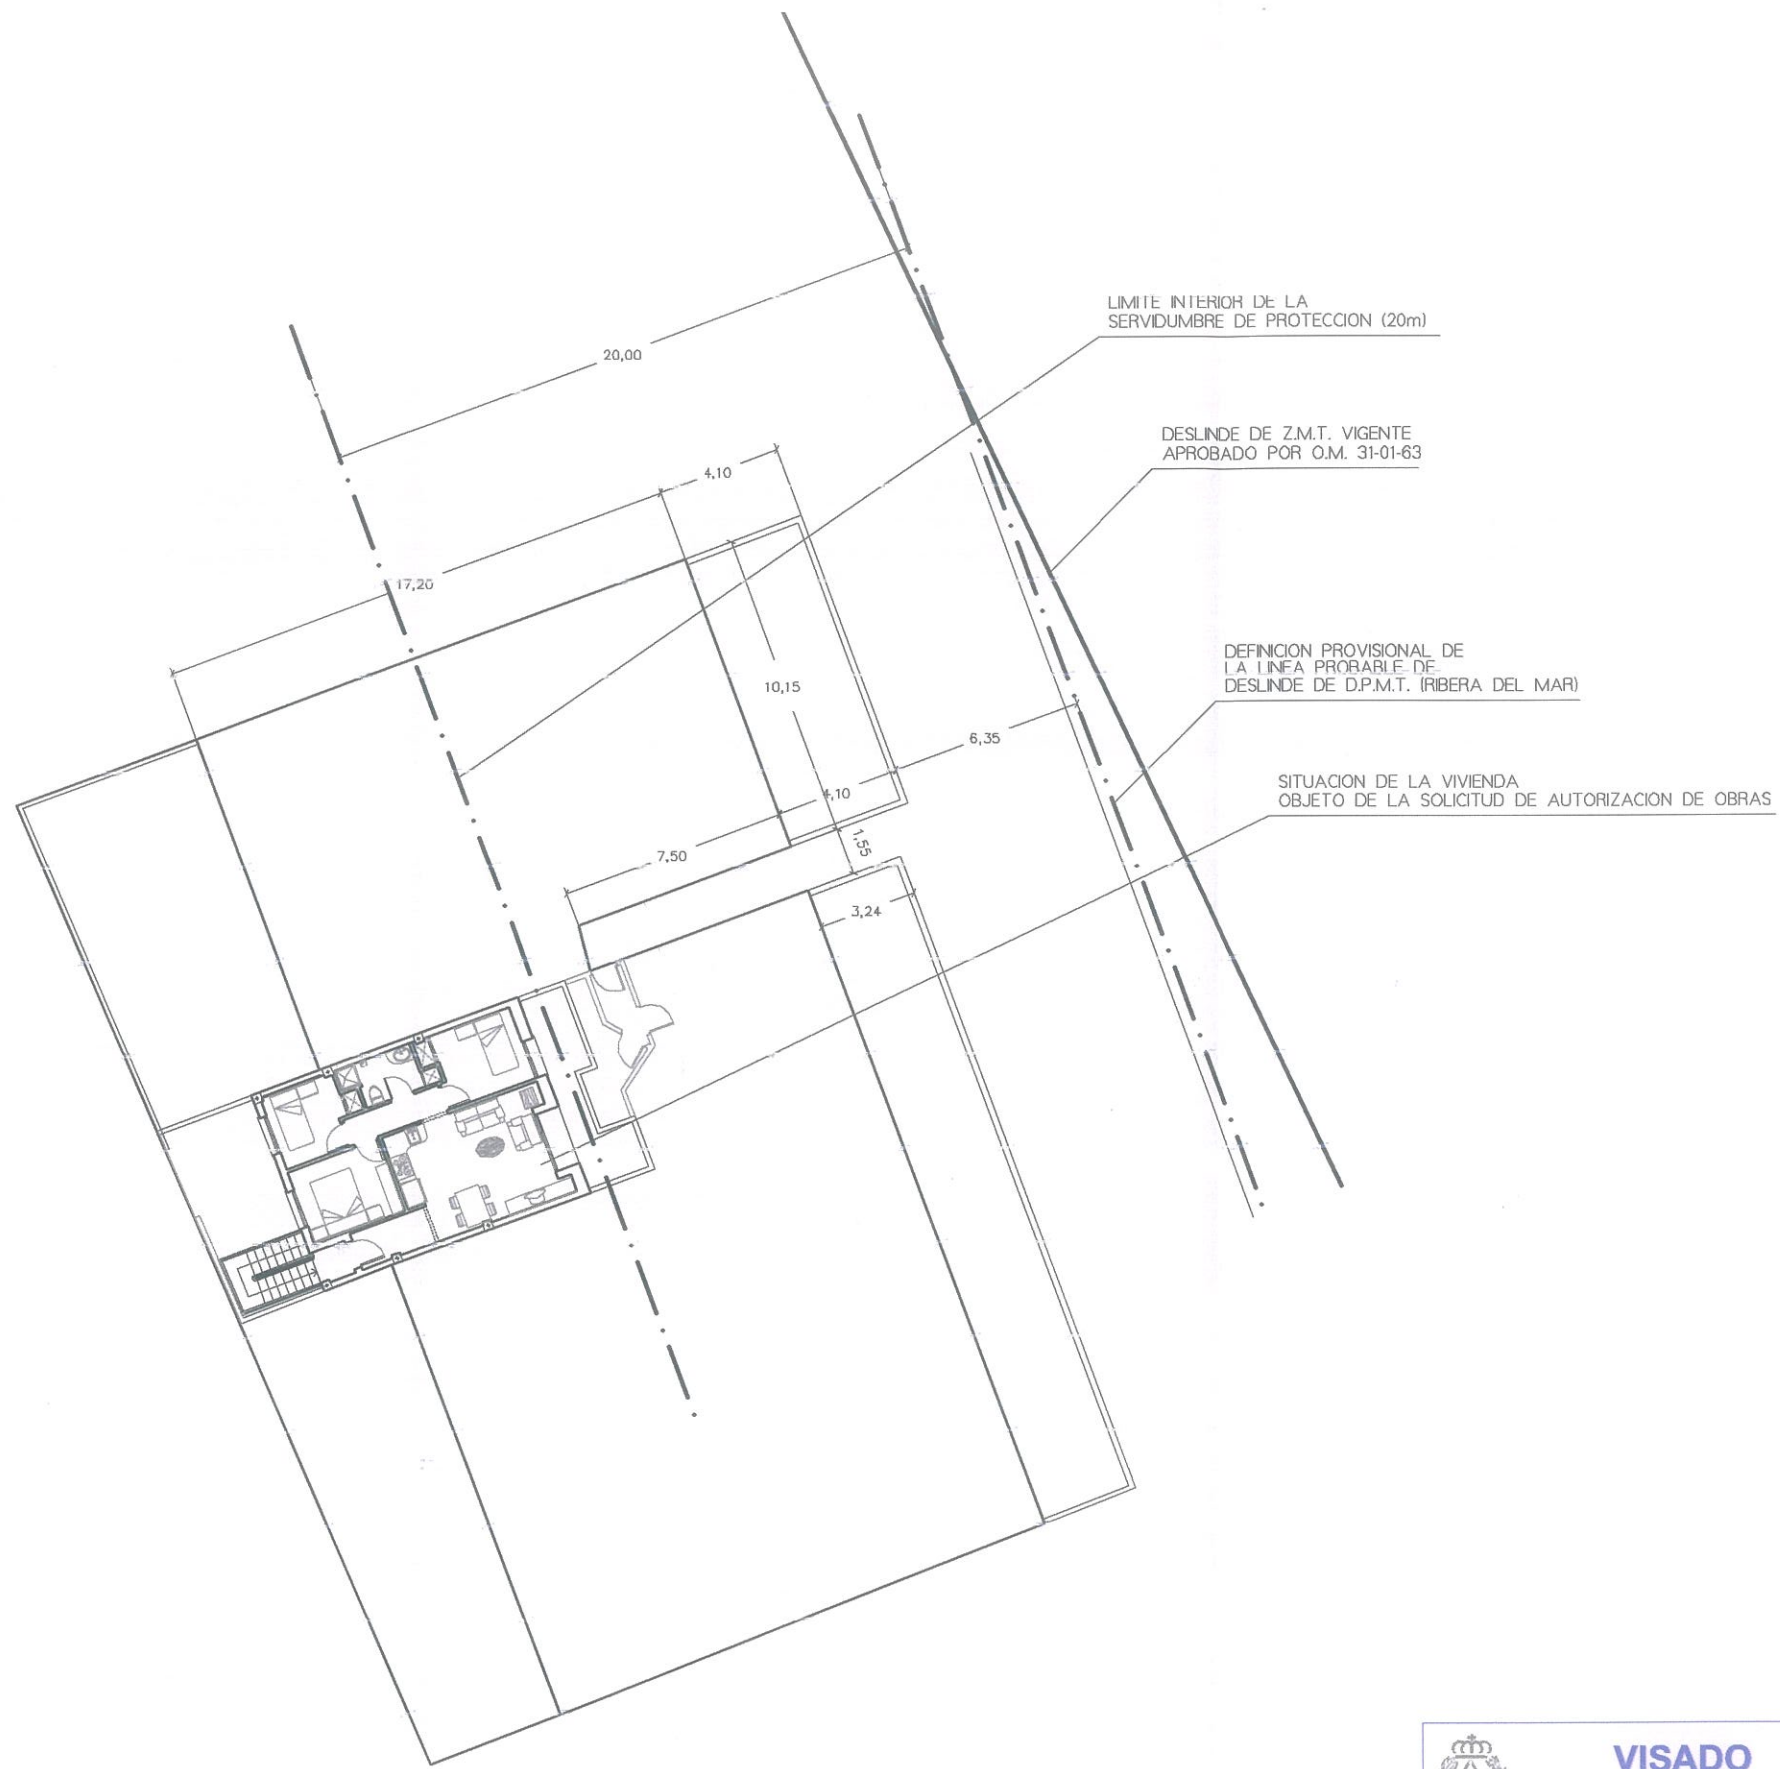 LIMITE INTERIOR DE LA
SERVIDUMBRE DE PROTECCION (20m)
20,00
DESLINDE DE Z.M.T. VIGENTE
APROBADO POR O.M. 31-01-63
4,10
17,20
DEFINICION PROVISIONAL DE
LA LINEA PROBABLE DE
DESLINDE DE D.P.M.T. (RIBERA DEL MAR)
10,15
6,35
SITUACION DE LA VIVIENDA
OBJETO DE LA SOLICITUD DE AUTORIZACION DE OBRAS
4,10
1,55
7,50
3,24
VISADO